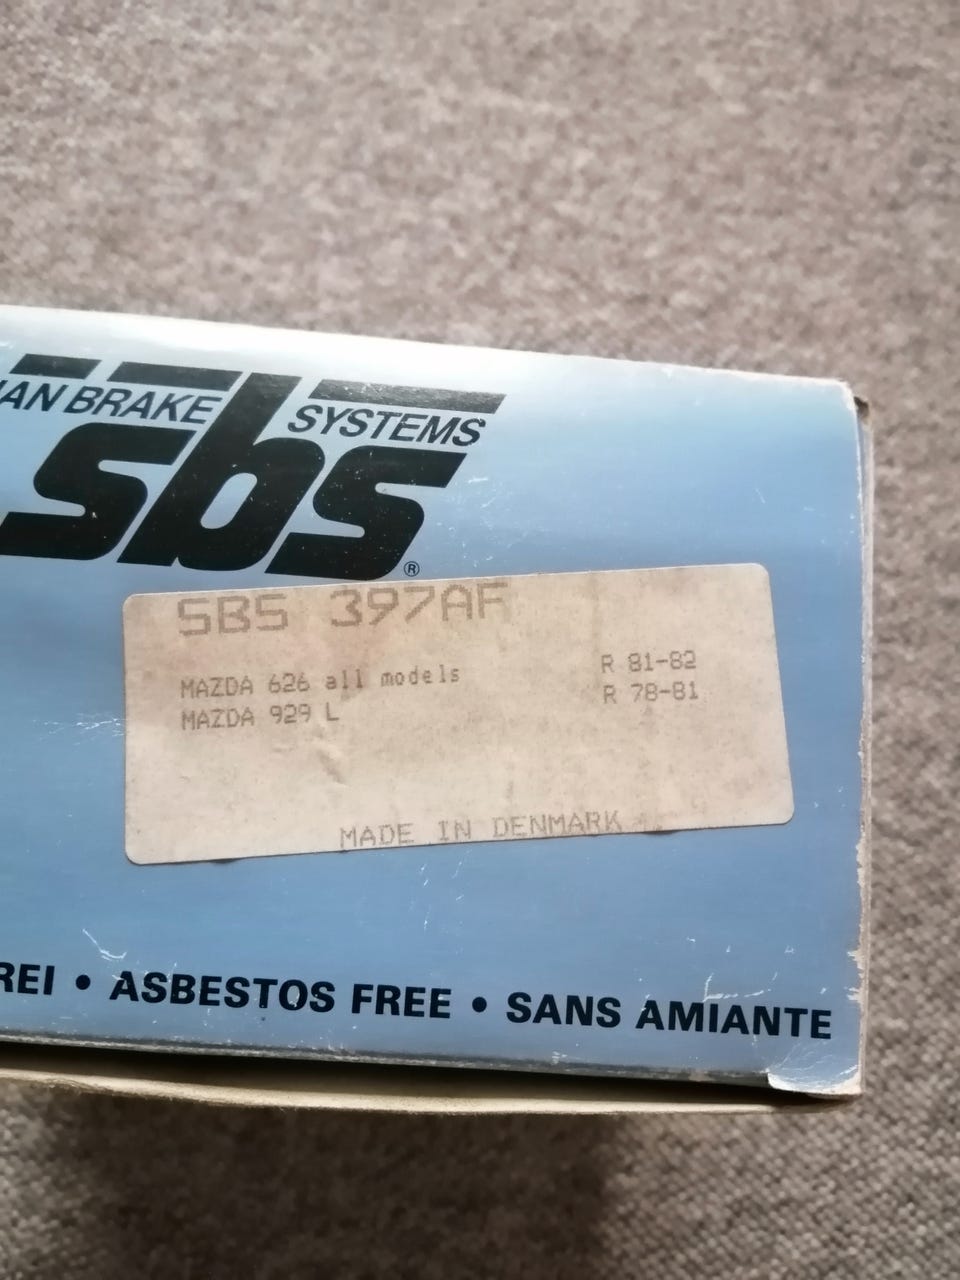 IAN BRAKE SYSTEMS
sbs®
SBS 397AF
MAZDA 626 all models R 81-82
MAZDA 929 L R 78-81
MADE IN DENMARK
REI • ASBESTOS FREE • SANS AMIANTE